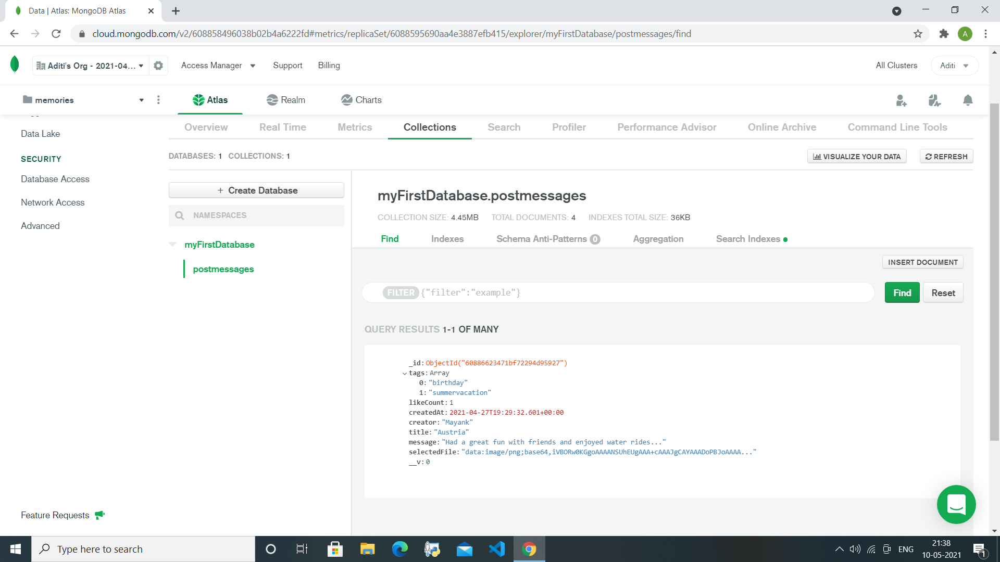 Data | Atlas: MongoDB Atlas
cloud.mongodb.com/v2/608858496038b02b4a6222fd#metrics/replicaSet/6088595690aa4e3887efb415/explorer/myFirstDatabase/postmessages/find
A
Aditi's Org - 2021-04... Access Manager Support Billing All Clusters Aditi
memories Atlas Realm Charts
Overview Real Time Metrics Collections Search Profiler Performance Advisor Online Archive Command Line Tools
Data Lake
SECURITY
Database Access
Network Access
Advanced
Feature Requests
DATABASES: 1 COLLECTIONS: 1
VISUALIZE YOUR DATA REFRESH
+ Create Database
NAMESPACES
myFirstDatabase
postmessages
myFirstDatabase.postmessages
COLLECTION SIZE: 4.45MB TOTAL DOCUMENTS: 4 INDEXES TOTAL SIZE: 36KB
Find Indexes Schema Anti-Patterns 0 Aggregation Search Indexes
INSERT DOCUMENT
FILTER {"filter":"example"} Find Reset
QUERY RESULTS 1-1 OF MANY
_id: ObjectId("60886623471bf72294d95927")
tags: Array
0: "birthday"
1: "summervacation"
likeCount: 1
createdAt: 2021-04-27T19:29:32.601+00:00
creator: "Mayank"
title: "Austria"
message: "Had a great fun with friends and enjoyed water rides..."
selectedFile: "data:image/png;base64,iVBORw0KGgoAAAANSUhEUgAAA+cAAAJgCAYAAADoPBJoAAAA..."
__v: 0
Type here to search
ENG
21:38
10-05-2021
1